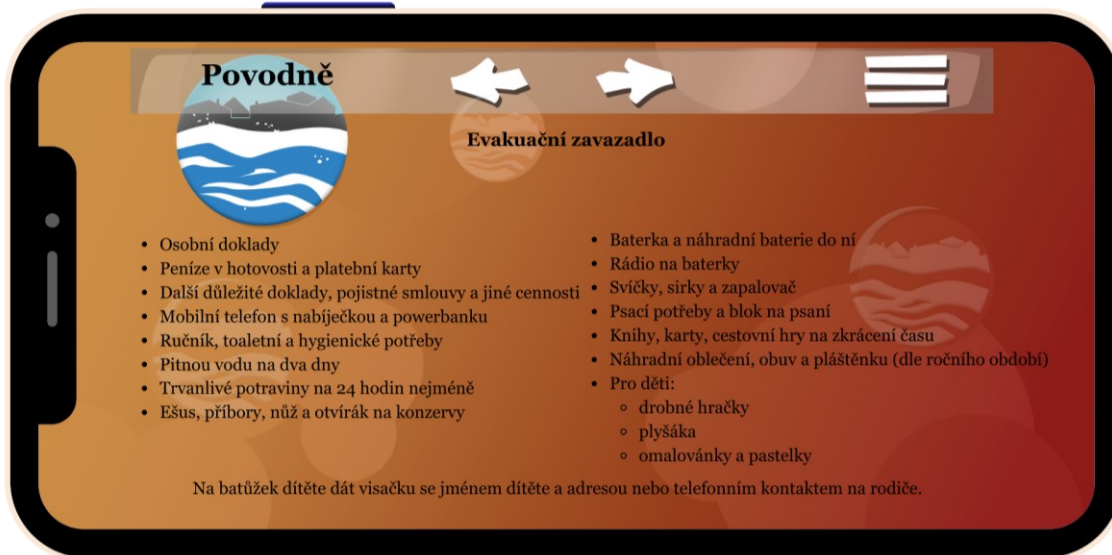 Povodně
Evakuační zavazadlo
• Osobní doklady
• Peníze v hotovosti a platební karty
• Další důležité doklady, pojistné smlouvy a jiné cennosti
• Mobilní telefon s nabíječkou a powerbanku
• Ručník, toaletní a hygienické potřeby
• Pitnou vodu na dva dny
• Trvanlivé potraviny na 24 hodin nejméně
• Ešus, příbory, nůž a otvírák na konzervy
• Baterka a náhradní baterie do ní
• Rádio na baterky
• Svíčky, sirky a zapalovač
• Psací potřeby a blok na psaní
• Knihy, karty, cestovní hry na zkrácení času
• Náhradní oblečení, obuv a pláštěnku (dle ročního období)
• Pro děti:
◦ drobné hračky
◦ plyšáka
◦ omalovánky a pastelky
Na batůžek dítěte dát visačku se jménem dítěte a adresou nebo telefonním kontaktem na rodiče.